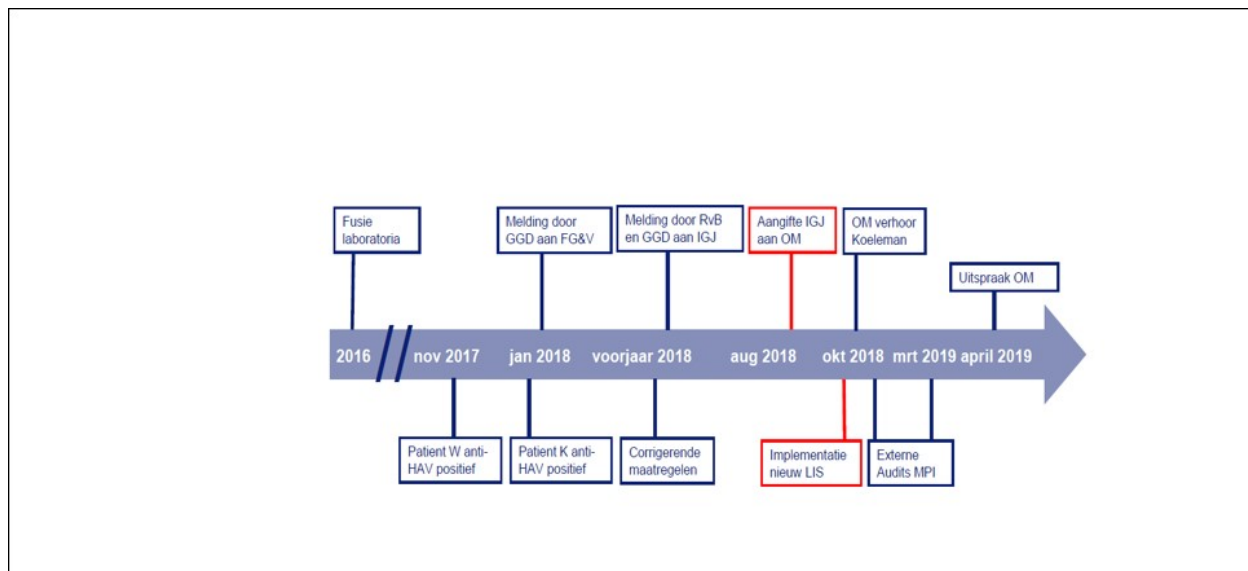 Fusie
laboratoria
Melding door
GGD aan FG&V
Melding door RvB
en GGD aan IGJ
Aangifte IGJ
aan OM
OM verhoor
Koeleman
Uitspraak OM
2016
nov 2017
jan 2018
voorjaar 2018
aug 2018
okt 2018
mrt 2019
april 2019
Patient W anti-
HAV positief
Patient K anti-
HAV positief
Corrigerende
maatregelen
Implementatie
nieuw LIS
Externe
Audits MPI